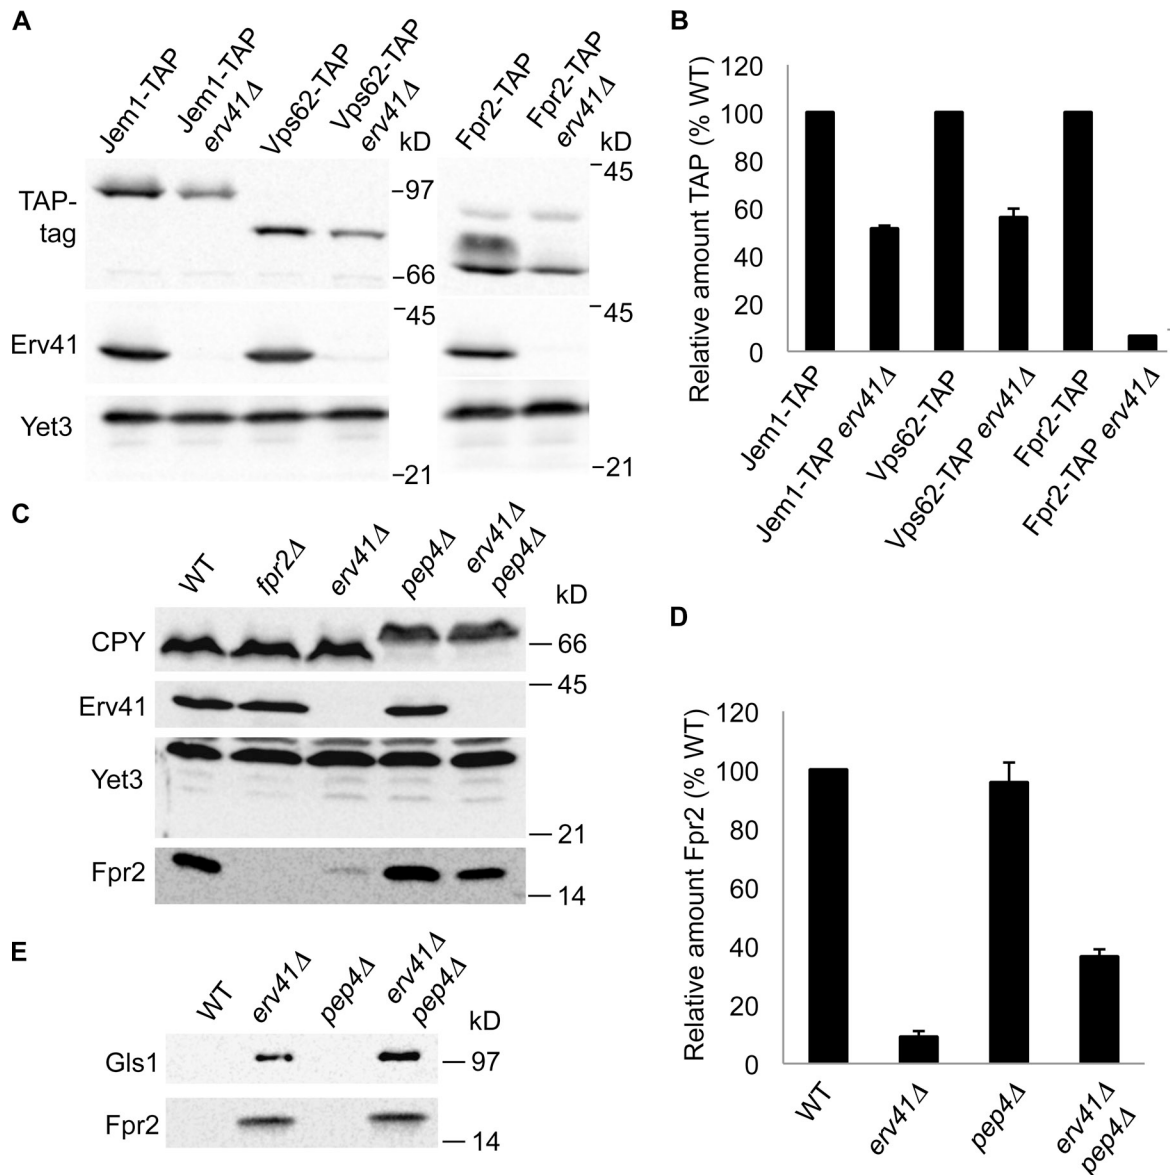 A
Jem1-TAP
Jem1-TAP
erv41Δ
Vps62-TAP
Vps62-TAP
erv41Δ
kD
Fpr2-TAP
Fpr2-TAP
erv41Δ
TAP-
tag
97
66
45
Erv41
45
45
Yet3
21
21
B
Relative amount TAP (% WT)
120
100
80
60
40
20
0
Jem1-TAP
Jem1-TAP erv41Δ
Vps62-TAP
Vps62-TAP erv41Δ
Fpr2-TAP
Fpr2-TAP erv41Δ
C
WT
fpr2Δ
erv41Δ
pep4Δ
erv41Δ
pep4Δ
kD
CPY
66
Erv41
45
Yet3
21
Fpr2
14
D
Relative amount Fpr2 (% WT)
120
100
80
60
40
20
0
WT
erv41Δ
pep4Δ
erv41Δ
pep4Δ
E
WT
erv41Δ
pep4Δ
erv41Δ
pep4Δ
kD
Gls1
97
Fpr2
14